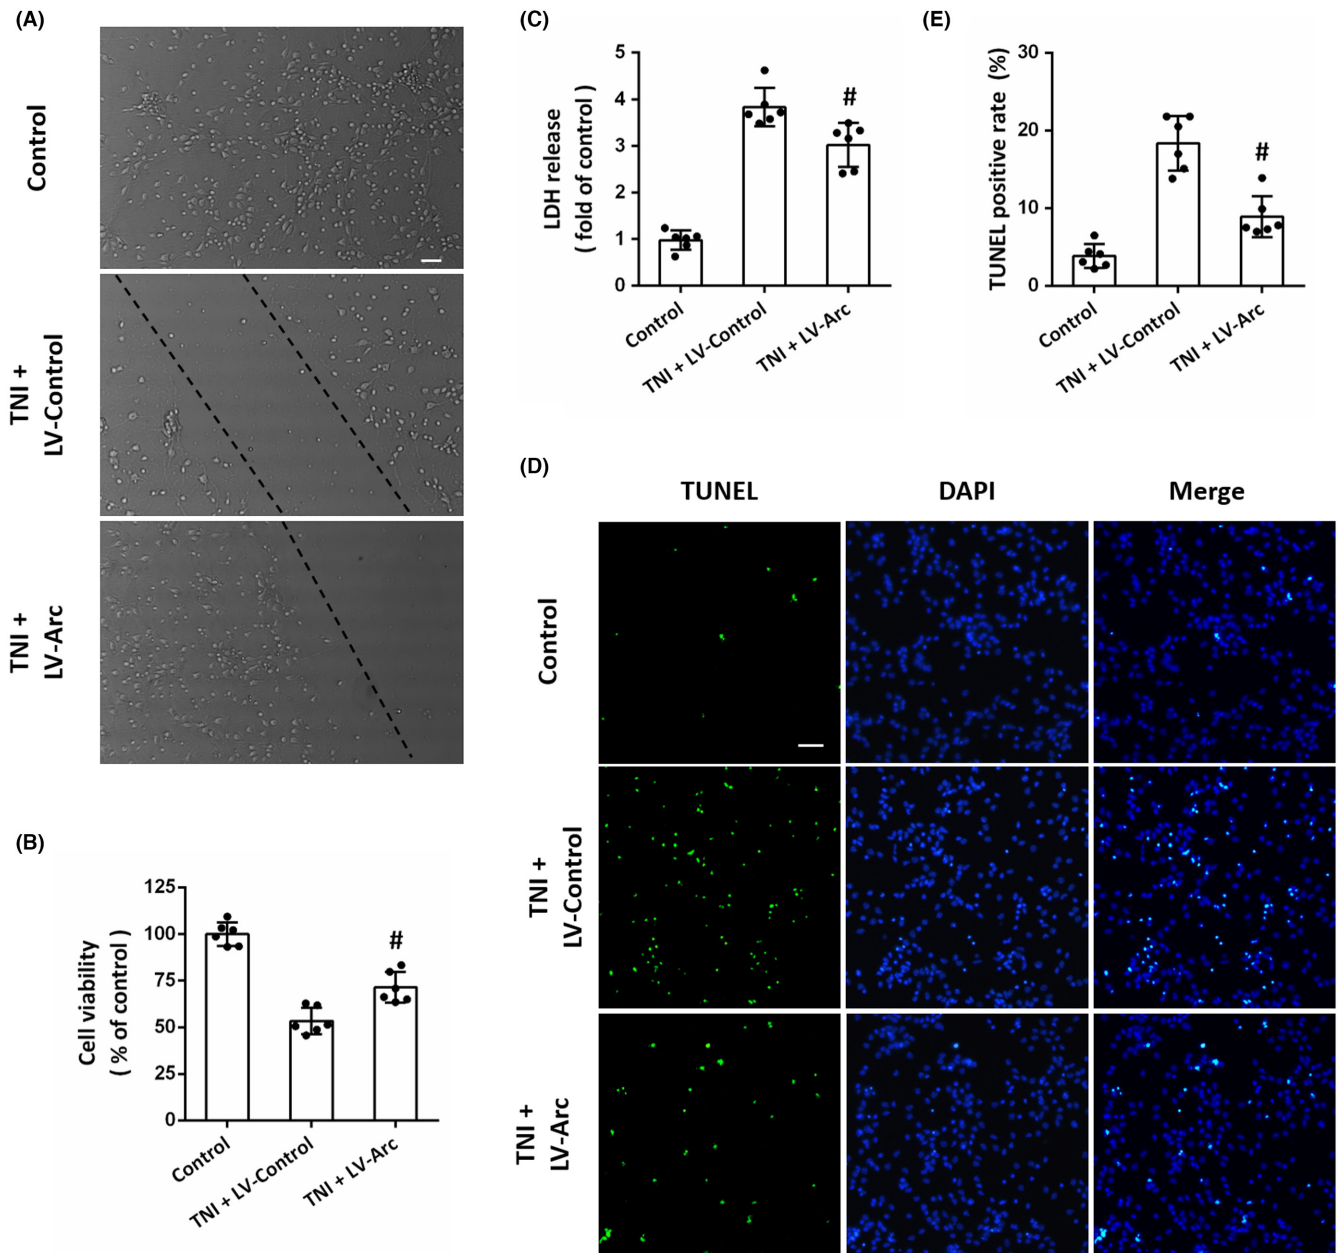 (A)
Control
TNI +
LV-Control
TNI +
LV-Arc
(B)
Cell viability
( % of control )
125
100
75
50
25
0
#
Control
TNI + LV-Control
TNI + LV-Arc
(C)
LDH release
( fold of control )
5
4
3
2
1
0
#
Control
TNI + LV-Control
TNI + LV-Arc
(E)
TUNEL positive rate (%)
30
20
10
0
#
Control
TNI + LV-Control
TNI + LV-Arc
(D)
TUNEL
DAPI
Merge
Control
TNI +
LV-Control
TNI +
LV-Arc